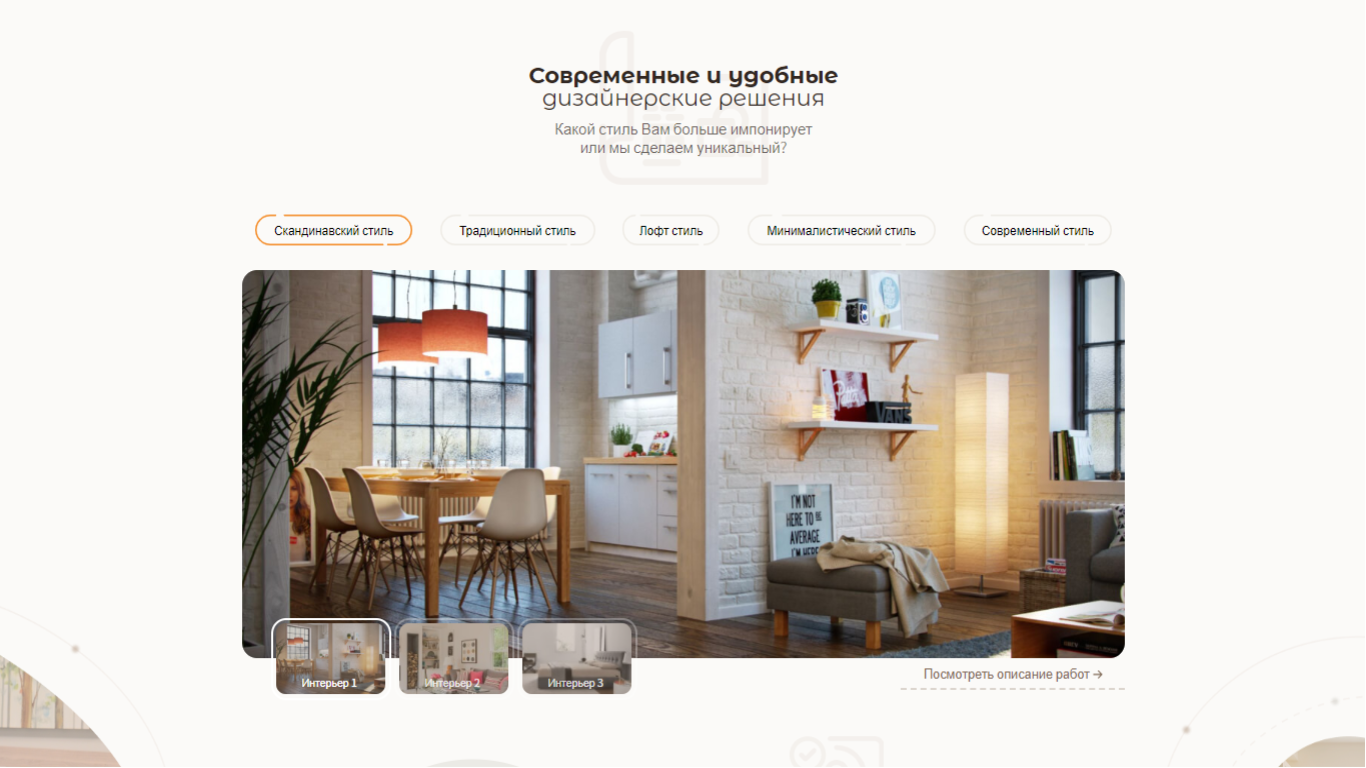 Современные и удобные
дизайнерские решения
Какой стиль Вам больше импонирует
или мы сделаем уникальный?
Скандинавский стиль
Традиционный стиль
Лофт стиль
Минималистический стиль
Современный стиль
VANS
I'M NOT
HERE TO BE
AVERAGE
I'M HERE
Интерьер 1
Интерьер 2
Интерьер 3
Посмотреть описание работ →